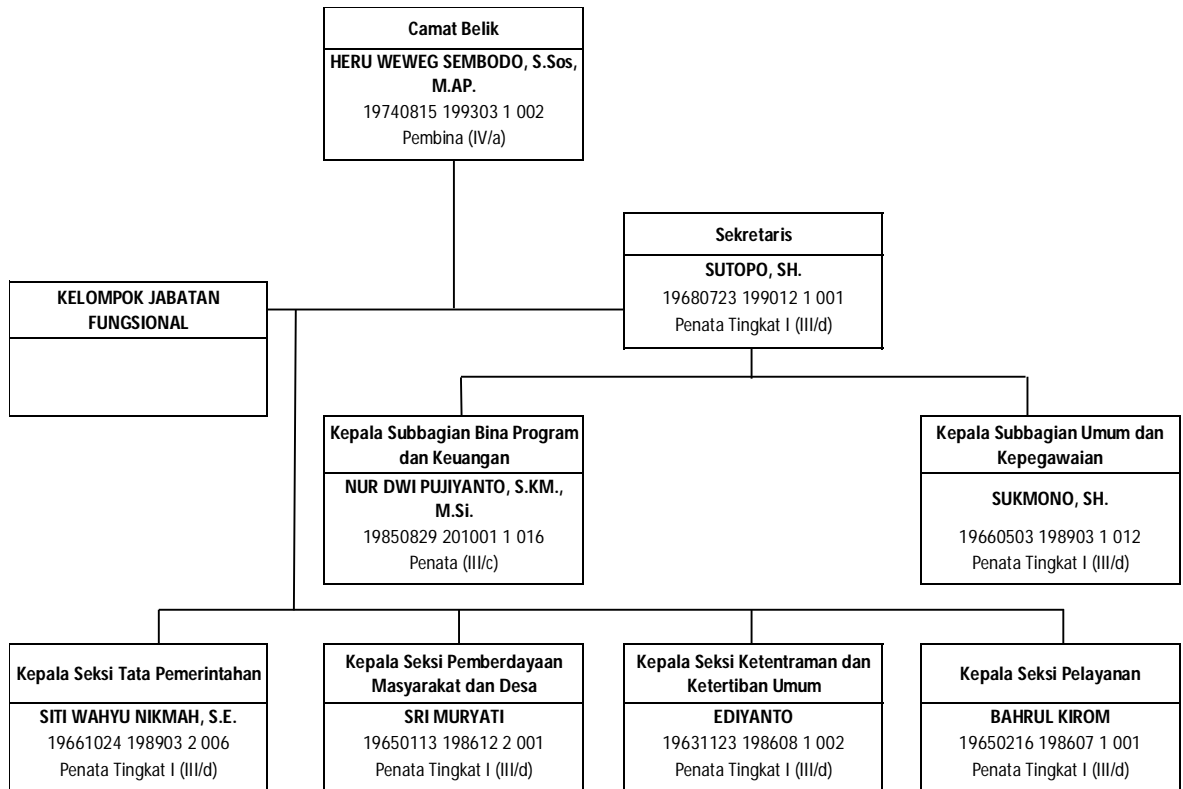 Camat Belik
HERU WEWEG SEMBODO, S.Sos,
M.AP.
19740815 199303 1 002
Pembina (IV/a)
Sekretaris
SUTOPO, SH.
19680723 199012 1 001
Penata Tingkat I (III/d)
KELOMPOK JABATAN
FUNGSIONAL
Kepala Subbagian Bina Program
dan Keuangan
NUR DWI PUJIYANTO, S.KM.,
M.Si.
19850829 201001 1 016
Penata (III/c)
Kepala Subbagian Umum dan
Kepegawaian
SUKMONO, SH.
19660503 198903 1 012
Penata Tingkat I (III/d)
Kepala Seksi Tata Pemerintahan
SITI WAHYU NIKMAH, S.E.
19661024 198903 2 006
Penata Tingkat I (III/d)
Kepala Seksi Pemberdayaan
Masyarakat dan Desa
SRI MURYATI
19650113 198612 2 001
Penata Tingkat I (III/d)
Kepala Seksi Ketentraman dan
Ketertiban Umum
EDIYANTO
19631123 198608 1 002
Penata Tingkat I (III/d)
Kepala Seksi Pelayanan
BAHRUL KIROM
19650216 198607 1 001
Penata Tingkat I (III/d)